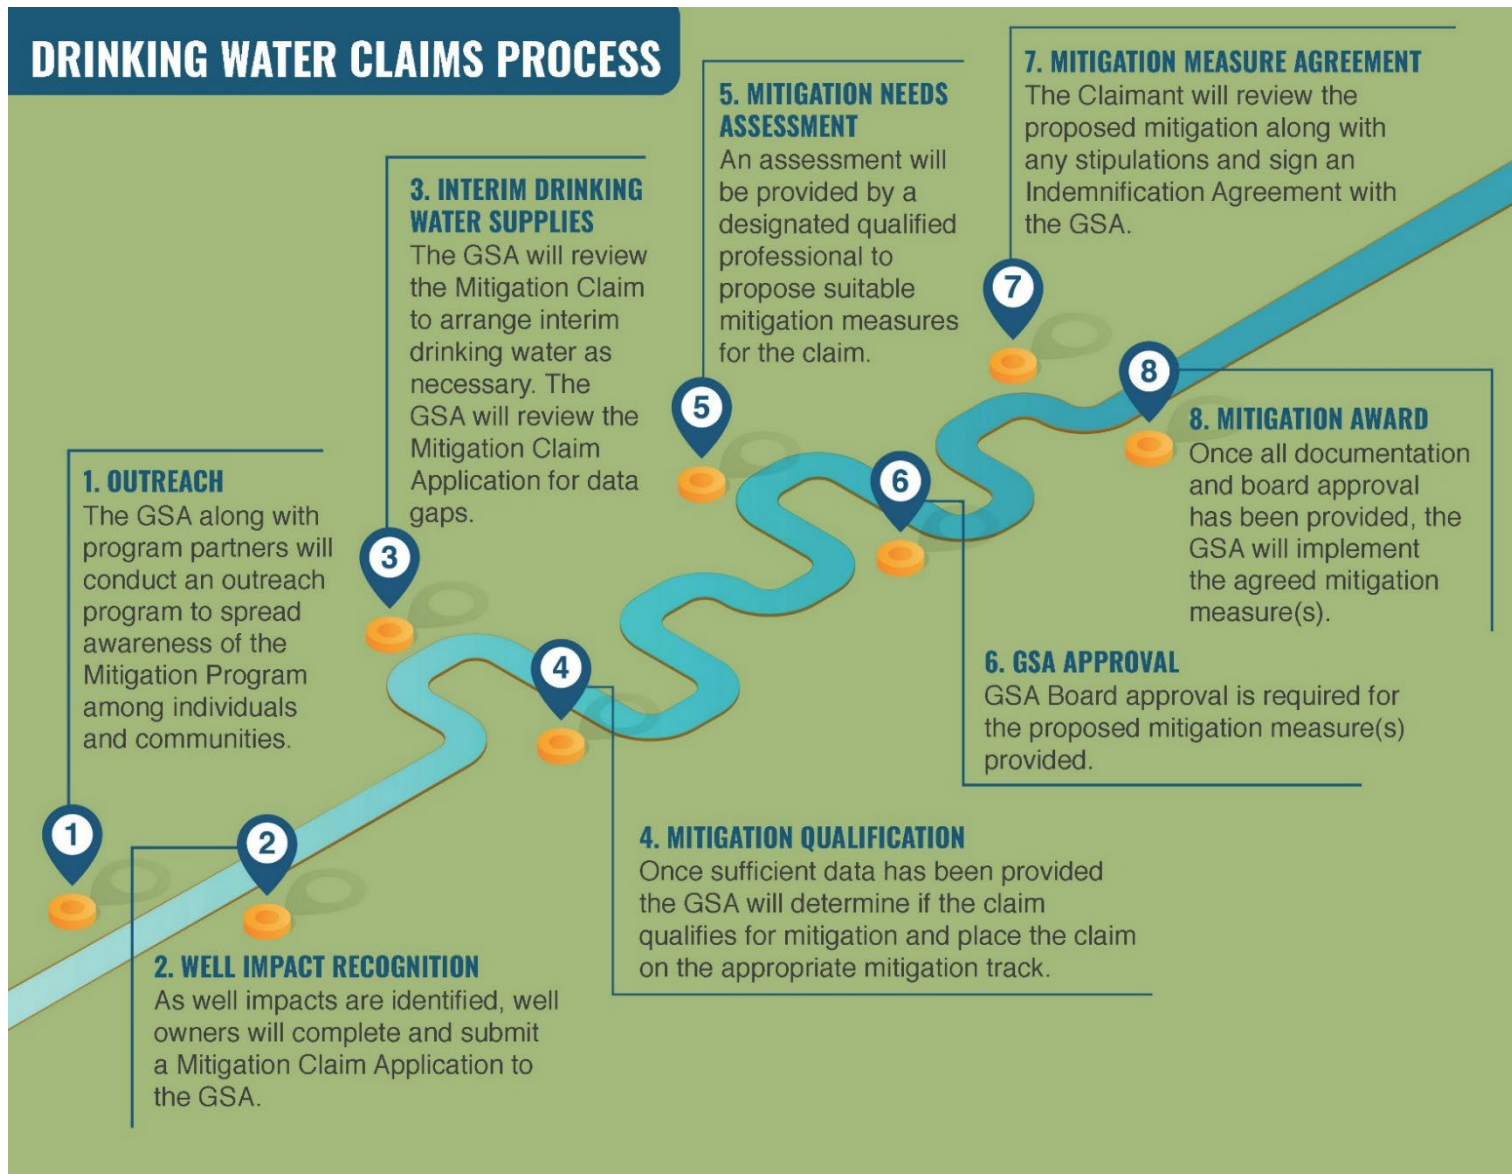 DRINKING WATER CLAIMS PROCESS
1. OUTREACH
The GSA along with
program partners will
conduct an outreach
program to spread
awareness of the
Mitigation Program
among individuals
and communities.
2. WELL IMPACT RECOGNITION
As well impacts are identified, well
owners will complete and submit
a Mitigation Claim Application to
the GSA.
3. INTERIM DRINKING
WATER SUPPLIES
The GSA will review
the Mitigation Claim
to arrange interim
drinking water as
necessary. The
GSA will review the
Mitigation Claim
Application for data
gaps.
4. MITIGATION QUALIFICATION
Once sufficient data has been provided
the GSA will determine if the claim
qualifies for mitigation and place the claim
on the appropriate mitigation track.
5. MITIGATION NEEDS
ASSESSMENT
An assessment will
be provided by a
designated qualified
professional to
propose suitable
mitigation measures
for the claim.
6. GSA APPROVAL
GSA Board approval is required for
the proposed mitigation measure(s)
provided.
7. MITIGATION MEASURE AGREEMENT
The Claimant will review the
proposed mitigation along with
any stipulations and sign an
Indemnification Agreement with
the GSA.
8. MITIGATION AWARD
Once all documentation
and board approval
has been provided, the
GSA will implement
the agreed mitigation
measure(s).
1
2
3
4
5
6
7
8